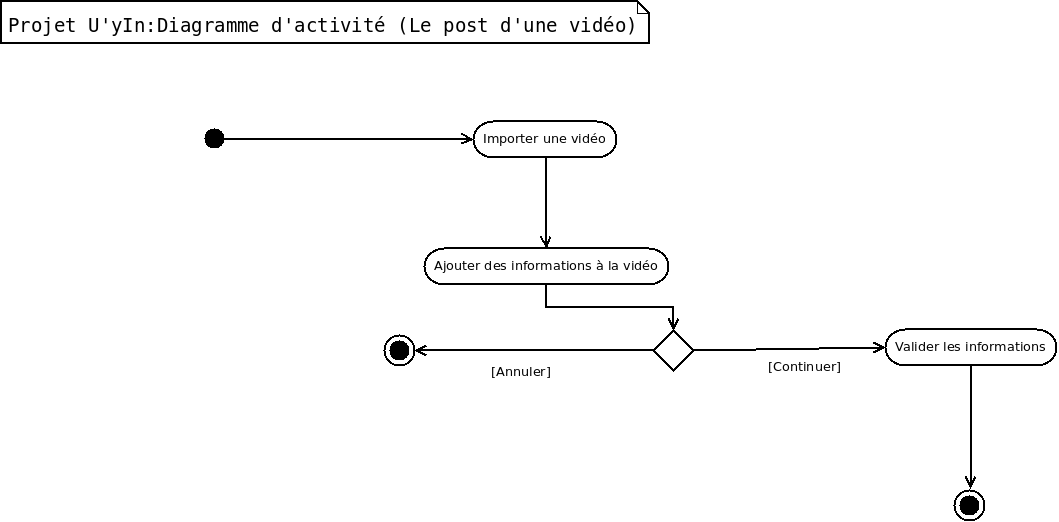 Projet U'yIn:Diagramme d'activité (Le post d'une vidéo)
Importer une vidéo
Ajouter des informations à la vidéo
Valider les informations
[Annuler]
[Continuer]